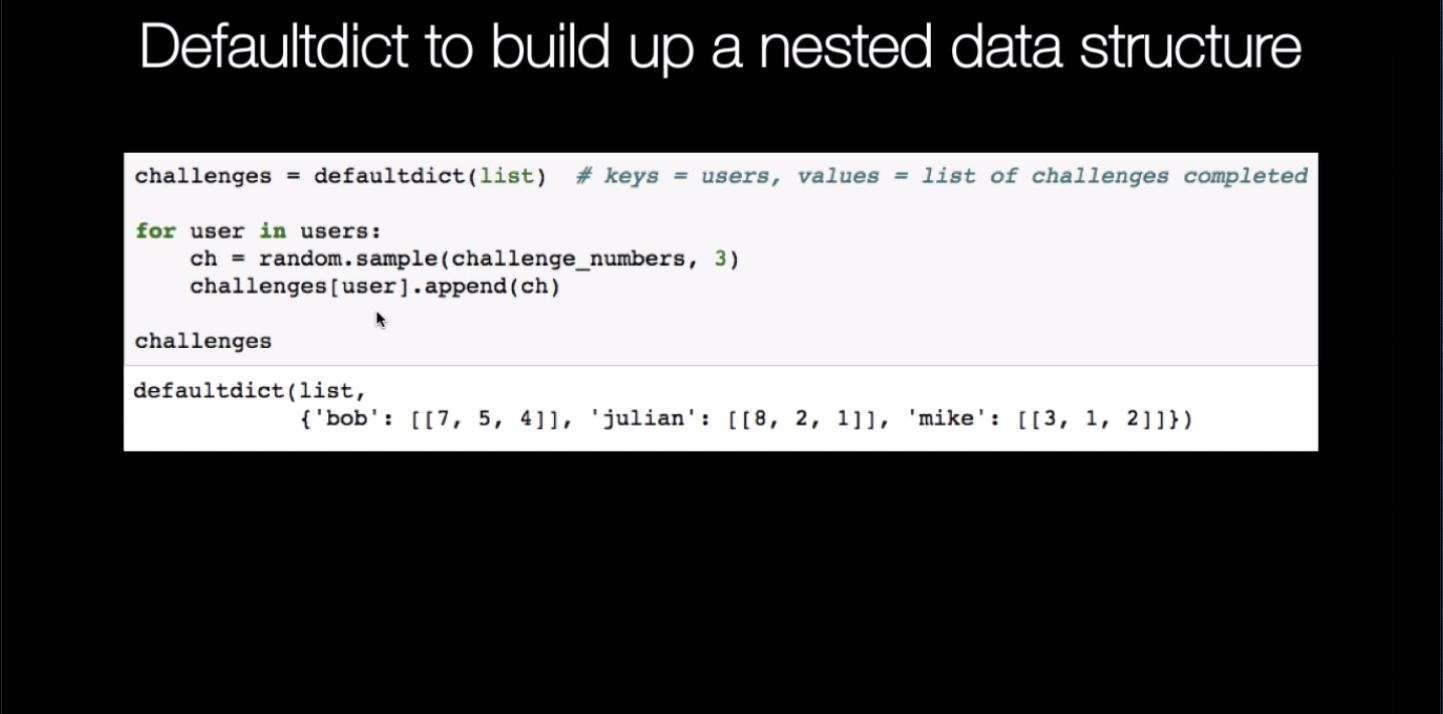 Defaultdict to build up a nested data structure
challenges = defaultdict(list)  # keys = users, values = list of challenges completed
for user in users:
    ch = random.sample(challenge_numbers, 3)
    challenges[user].append(ch)
challenges
defaultdict(list,
            {'bob': [[7, 5, 4]], 'julian': [[8, 2, 1]], 'mike': [[3, 1, 2]]})